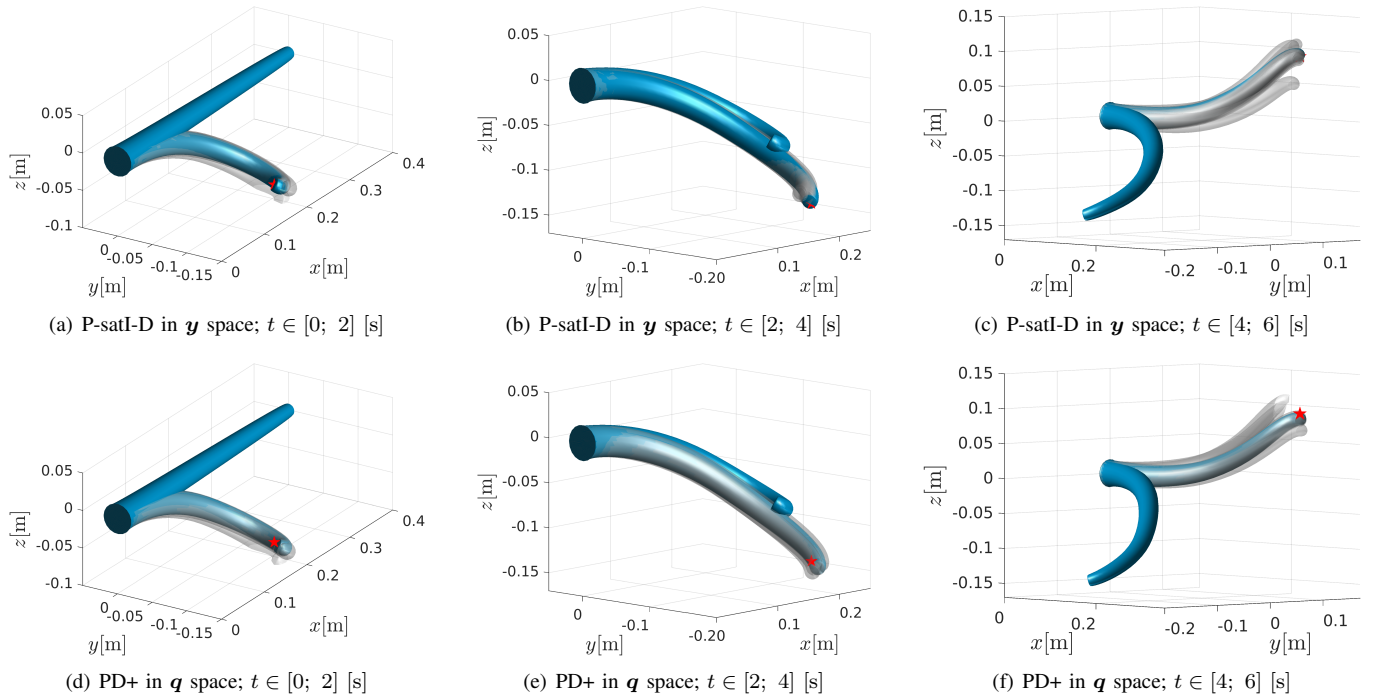 0.05
0
-0.05
-0.1
z[m]
0
-0.05
-0.1
-0.15
y[m]
0
0.1
0.2
0.3
0.4
x[m]
(a) P-satI-D in y space; t ∈ [0; 2] [s]
0.05
0
-0.05
-0.1
-0.15
z[m]
0
-0.1
-0.20
y[m]
0.2
x[m]
(b) P-satI-D in y space; t ∈ [2; 4] [s]
0.15
0.1
0.05
0
-0.05
-0.1
-0.15
z[m]
0
0.2
x[m]
-0.2
-0.1
0
0.1
y[m]
(c) P-satI-D in y space; t ∈ [4; 6] [s]
0.05
0
-0.05
-0.1
z[m]
0
-0.05
-0.1
-0.15
y[m]
0
0.1
0.2
0.3
0.4
x[m]
(d) PD+ in q space; t ∈ [0; 2] [s]
0.05
0
-0.05
-0.1
-0.15
z[m]
0
-0.1
-0.20
y[m]
0.2
x[m]
(e) PD+ in q space; t ∈ [2; 4] [s]
0.15
0.1
0.05
0
-0.05
-0.1
-0.15
z[m]
0
0.2
x[m]
-0.2
-0.1
0
0.1
y[m]
(f) PD+ in q space; t ∈ [4; 6] [s]